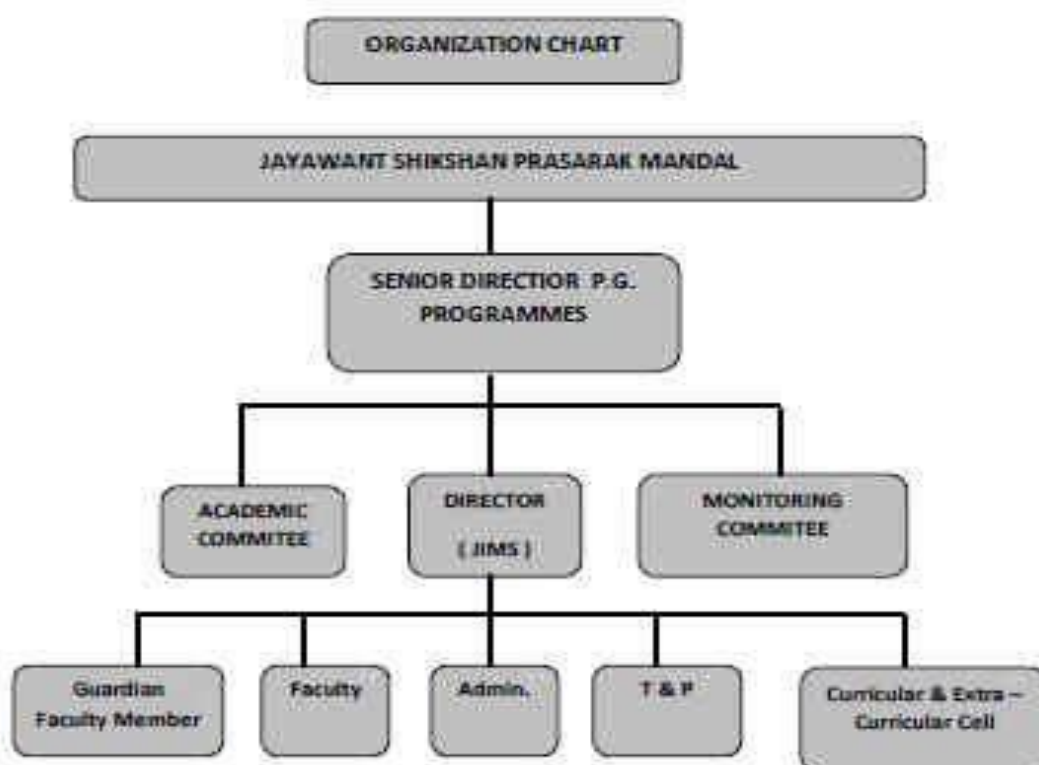 ORGANIZATION CHART
JAYAWANT SHIKSHAN PRASARAK MANDAL
SENIOR DIRECTIOR P.G.
PROGRAMMES
ACADEMIC
COMMITEE
DIRECTOR
( JIMS )
MONITORING
COMMITEE
Guardian
Faculty Member
Faculty
Admin.
T & P
Curricular & Extra –
Curricular Cell